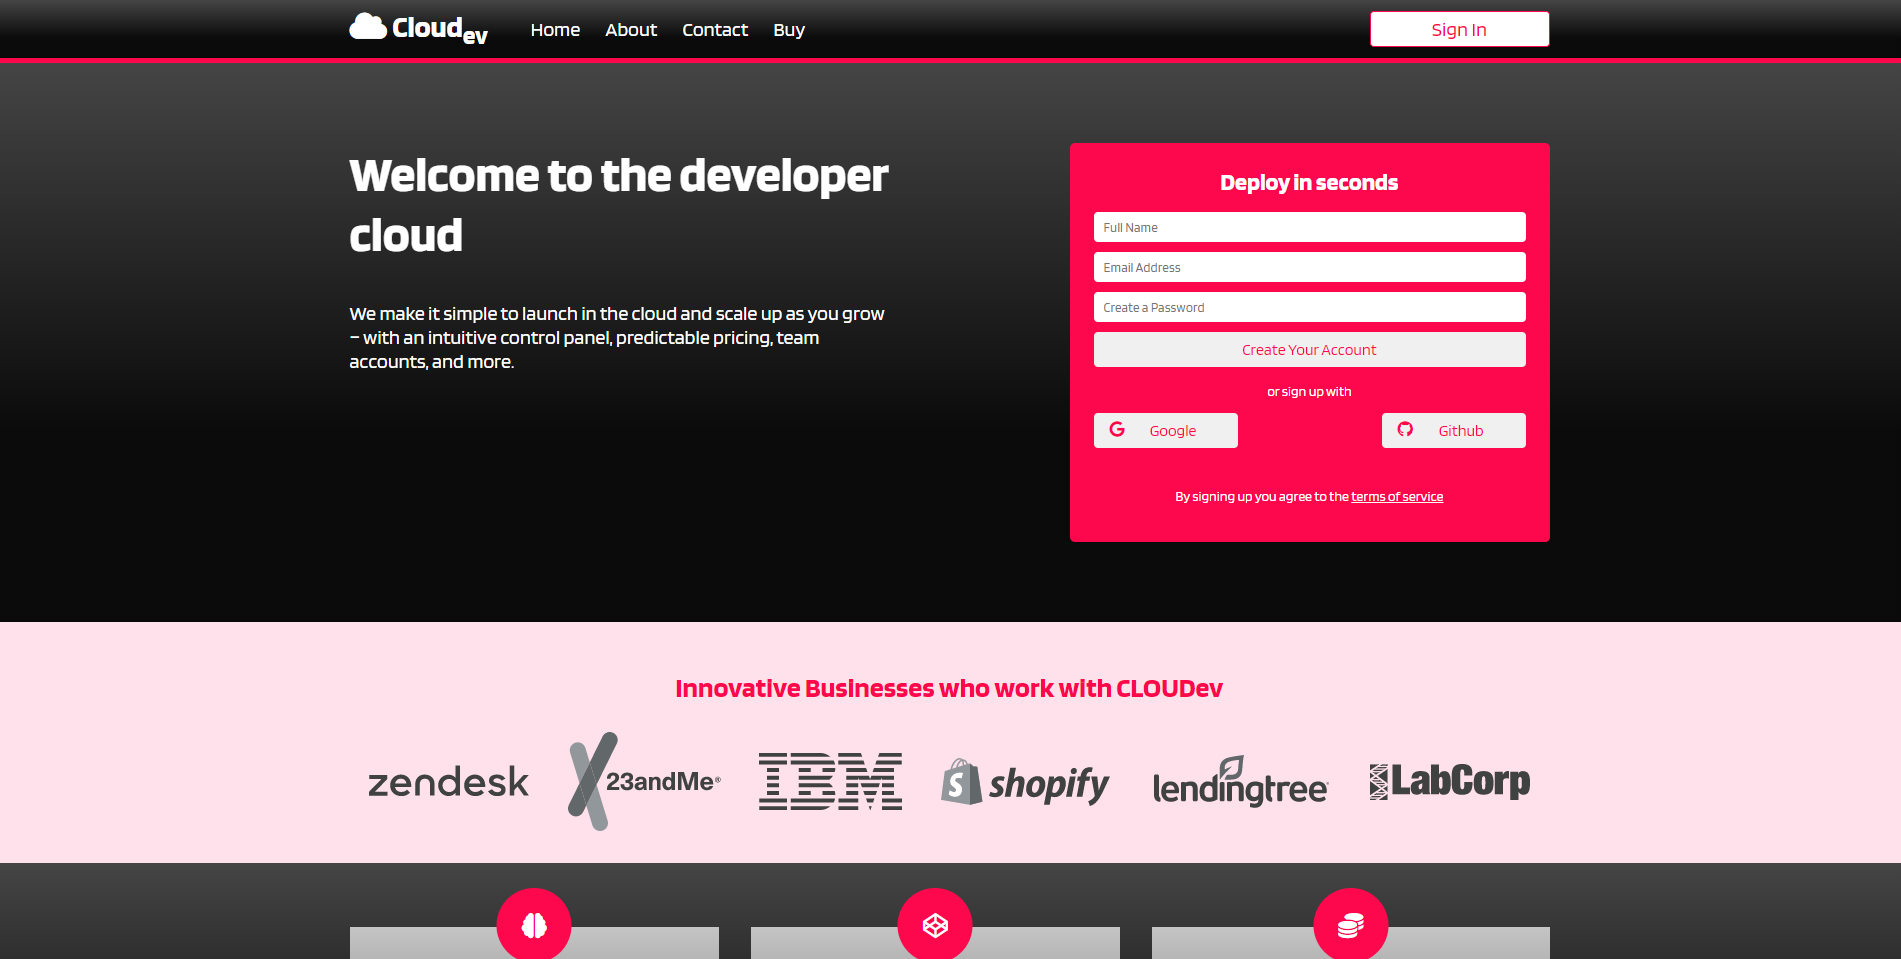 Cloudev
Home
About
Contact
Buy
Sign In
Welcome to the developer
cloud
We make it simple to launch in the cloud and scale up as you grow
– with an intuitive control panel, predictable pricing, team
accounts, and more.
Deploy in seconds
Full Name
Email Address
Create a Password
Create Your Account
or sign up with
Google
Github
By signing up you agree to the terms of service
Innovative Businesses who work with CLOUDev
zendesk
23andMe®
IBM
shopify
lendingtree
LabCorp